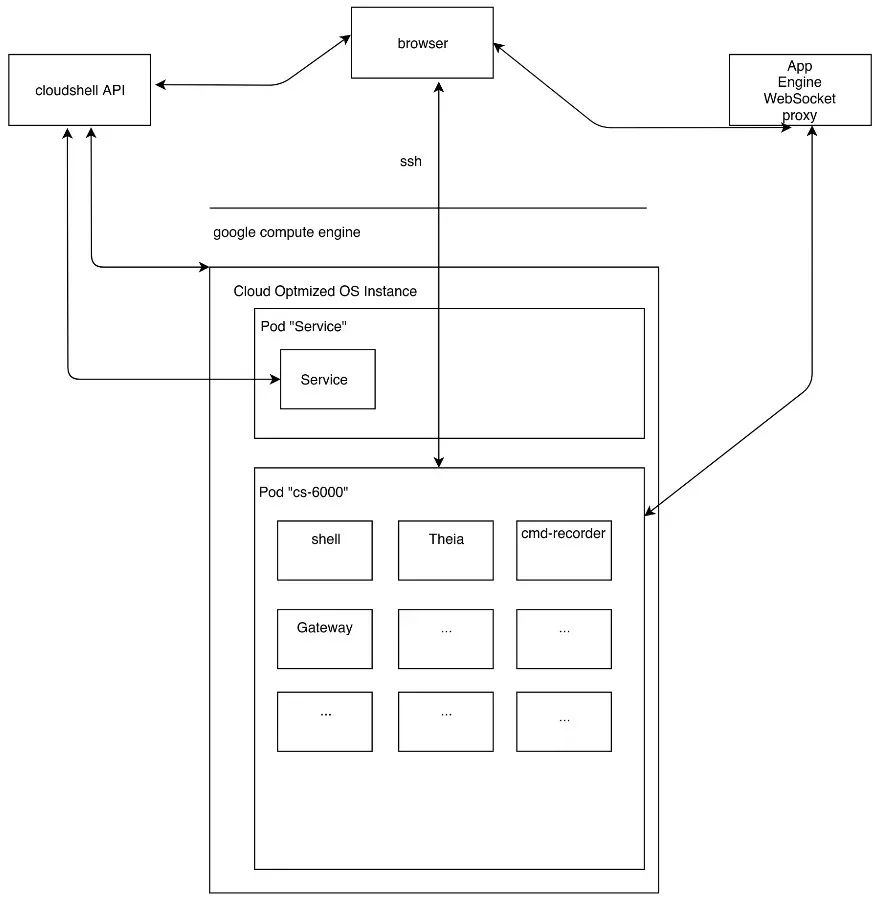 browser
cloudshell API
App
Engine
WebSocket
proxy
ssh
google compute engine
Cloud Optmized OS Instance
Pod "Service"
Service
Pod "cs-6000"
shell
Theia
cmd-recorder
Gateway
...
...
...
...
...